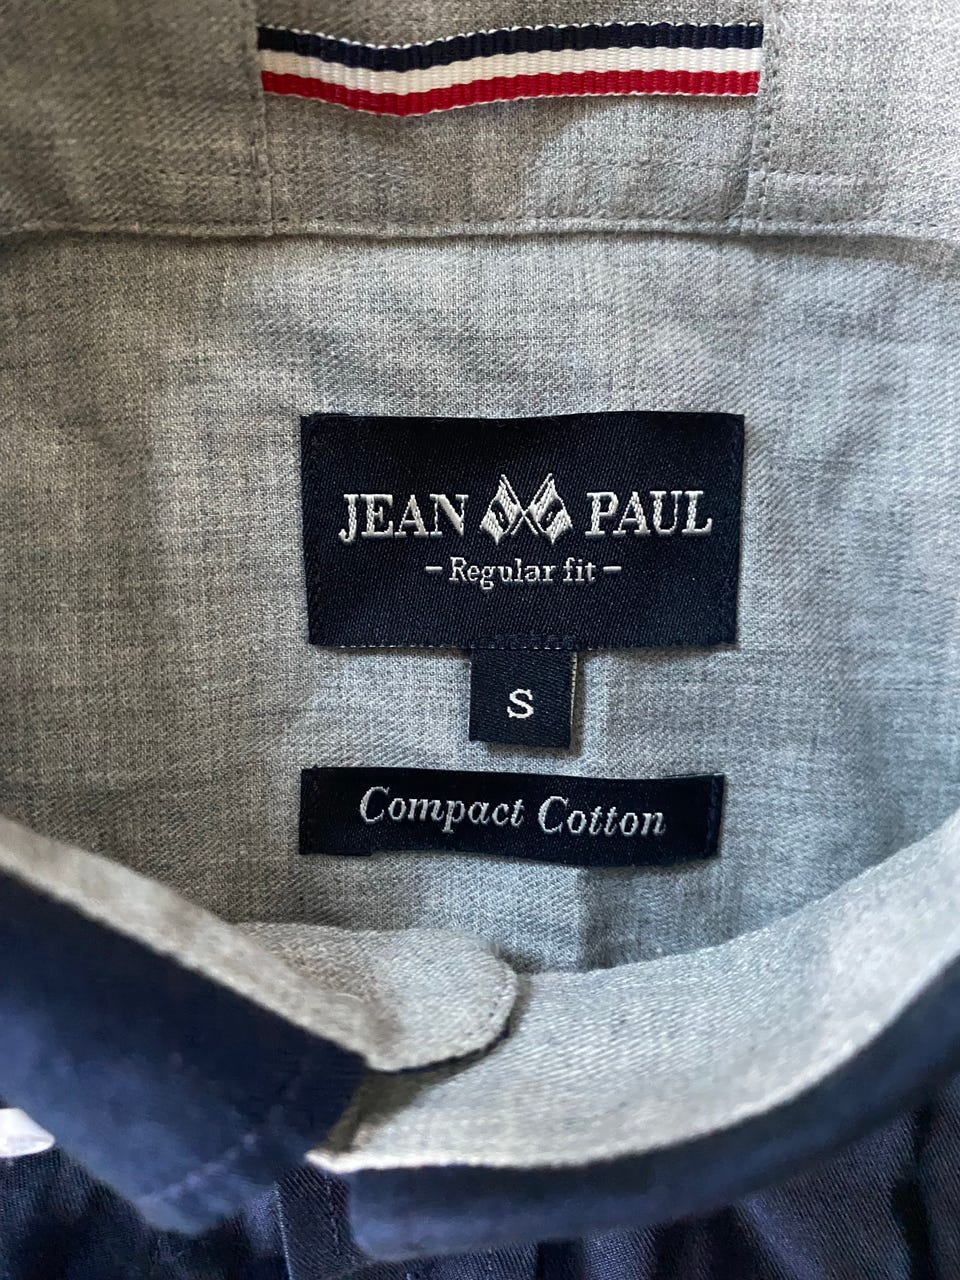 JEAN PAUL
- Regular fit -
S
Compact Cotton